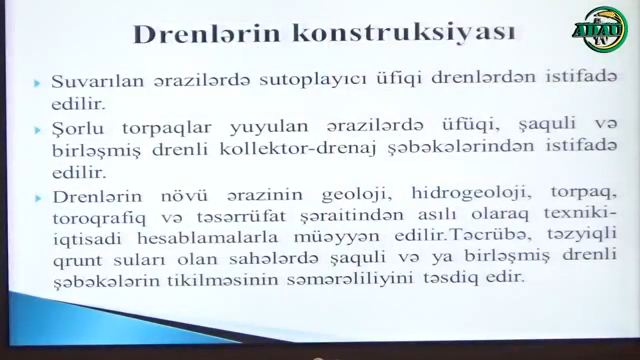 Drenlərin konstruksiyası
ADAU
Suvarılan ərazilərdə sutoplayıcı üfiqi drenlərdən istifadə
edilir.
Şorlu torpaqlar yuyulan ərazilərdə üfüqi, şaquli və
birləşmiş drenli kollektor-drenaj şəbəkələrindən istifadə
edilir.
Drenlərin növü ərazinin geoloji, hidrogeoloji, torpaq,
toroqrafiq və təsərrüfat şəraitindən asılı olaraq texniki-
iqtisadi hesablamalarla müəyyən edilir.Təcrübə, təzyiqli
qrunt suları olan sahələrdə şaquli və ya birləşmiş drenli
şəbəkələrin tikilməsinin səmərəliliyini təsdiq edir.